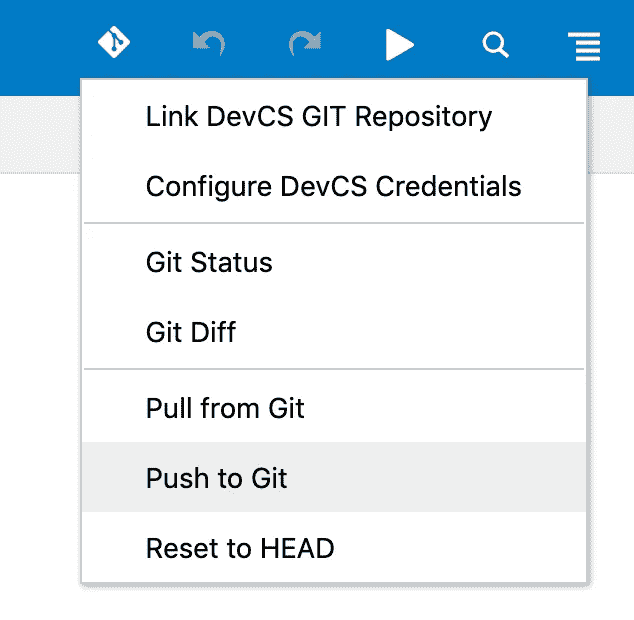 Link DevCS GIT Repository
Configure DevCS Credentials
Git Status
Git Diff
Pull from Git
Push to Git
Reset to HEAD